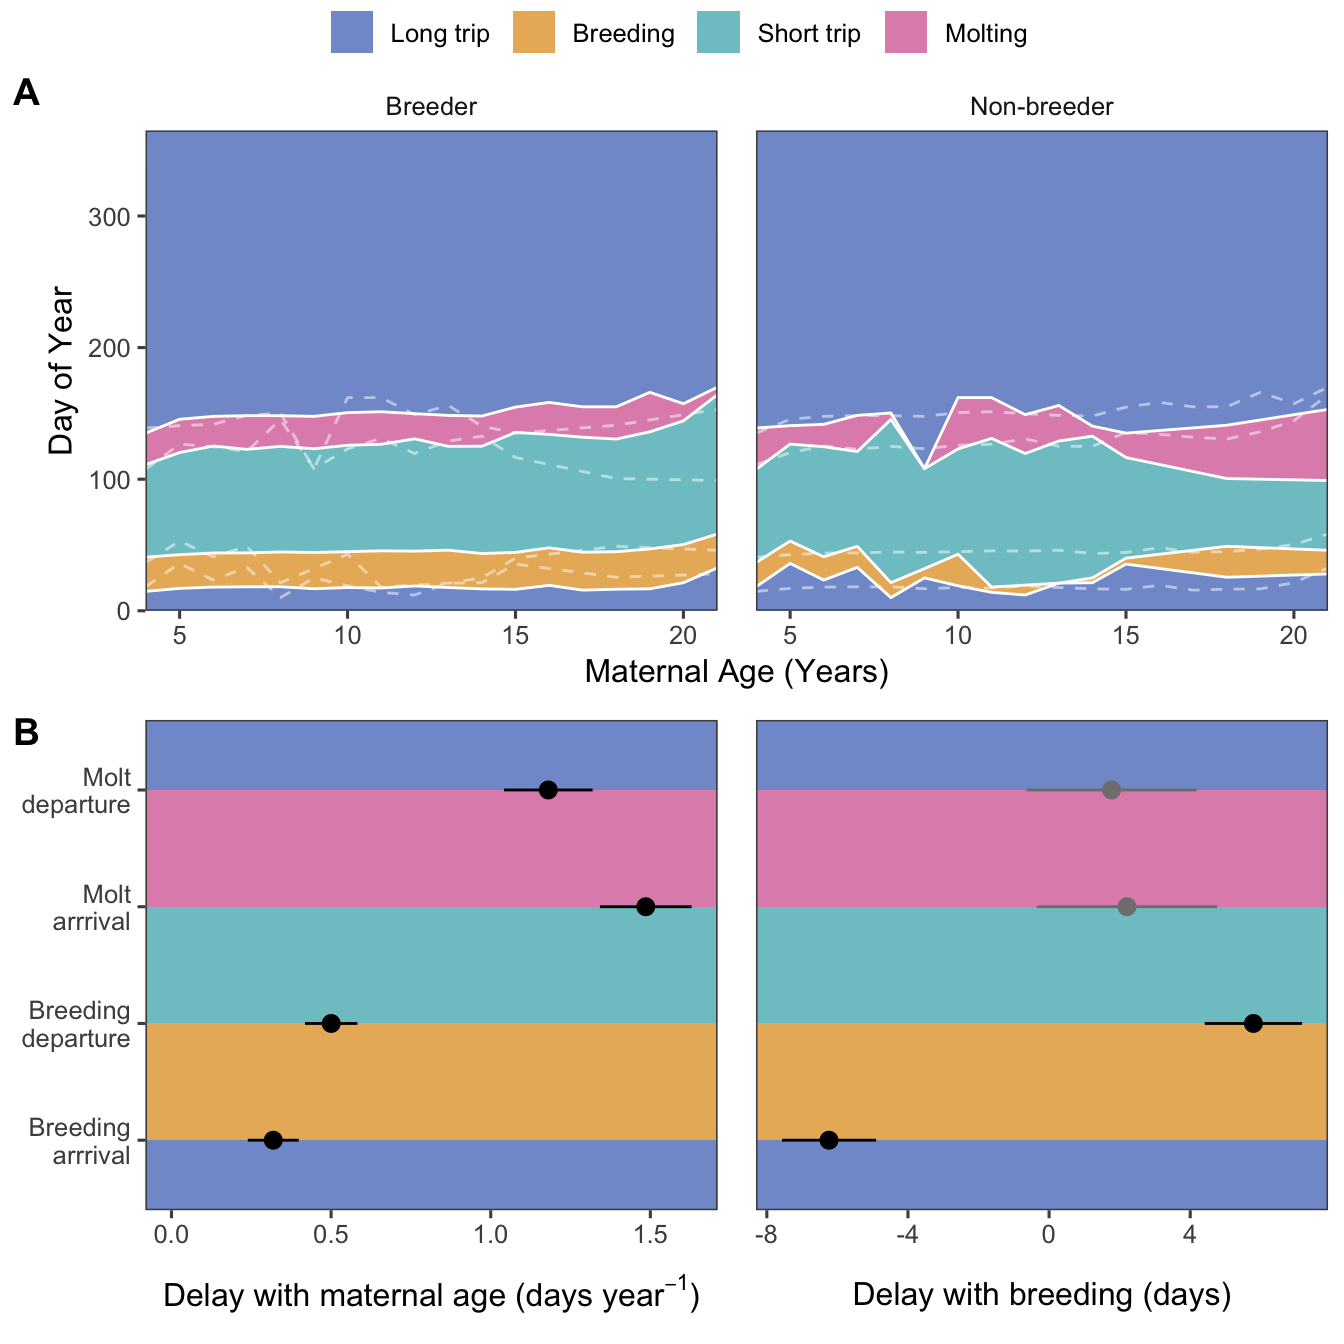 Long trip Breeding Short trip Molting
A
Breeder Non-breeder
Day of Year
300
200
100
0
5 10 15 20 5 10 15 20
Maternal Age (Years)
B
Molt
departure
Molt
arrrival
Breeding
departure
Breeding
arrrival
0.0 0.5 1.0 1.5 -8 -4 0 4
Delay with maternal age (days year⁻¹) Delay with breeding (days)